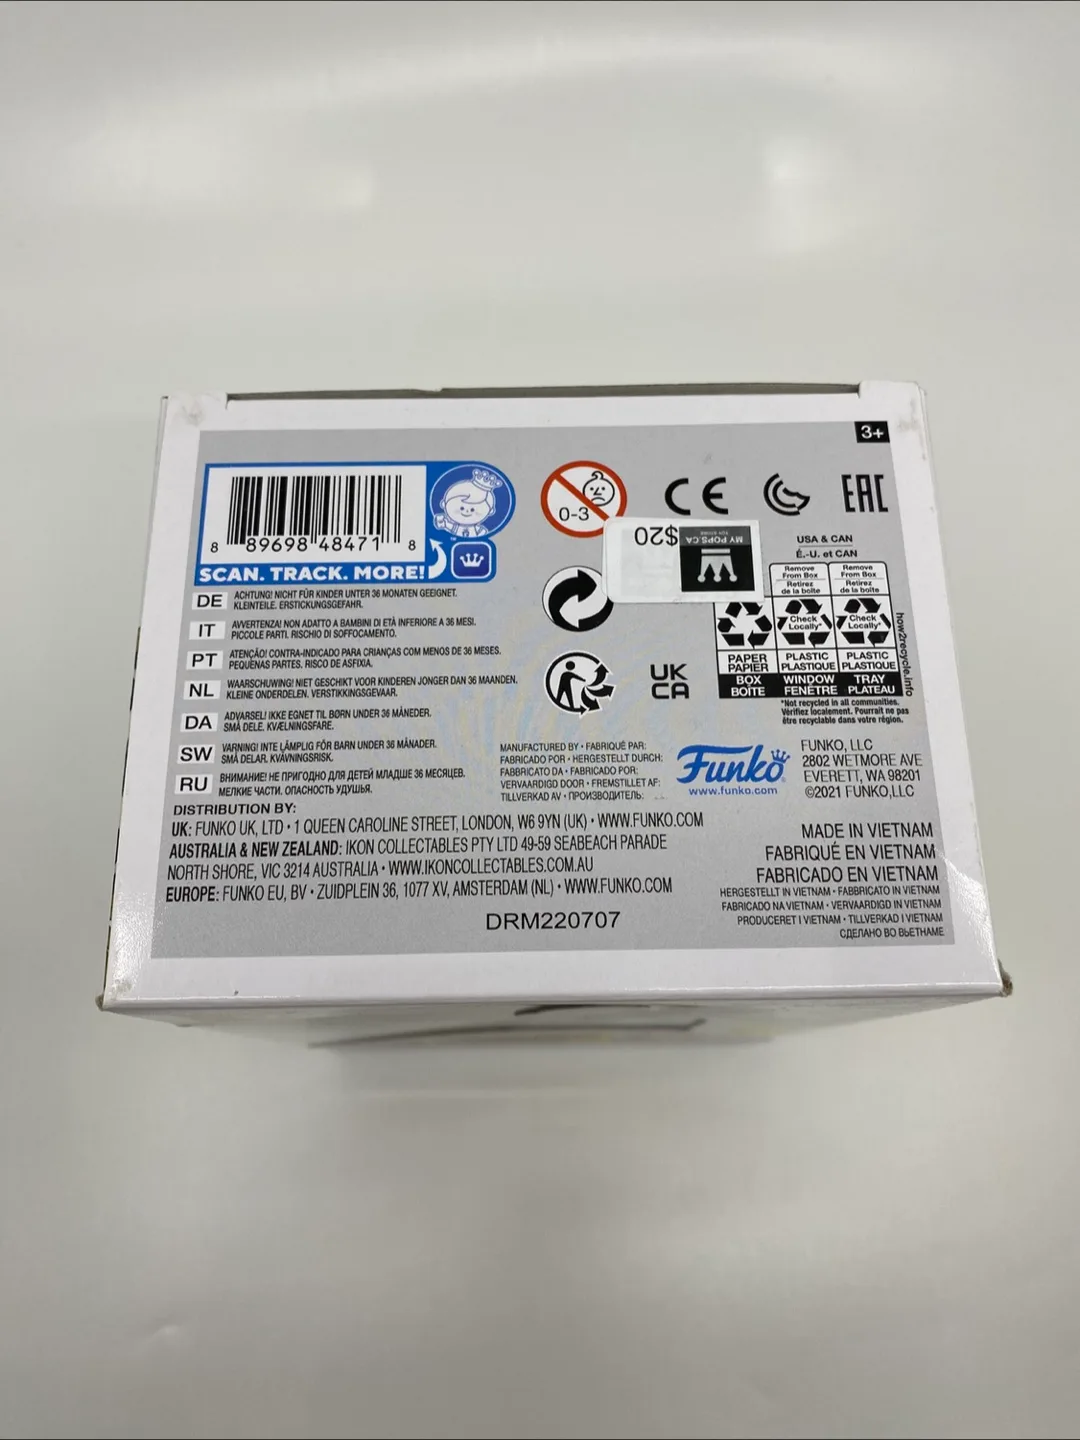 3+
8 89698 48471 8
SCAN. TRACK. MORE!
™
0-3
CE
EAC
$20
MY POPS.CA
USA & CAN
É.-U. et CAN
Remove From Box
Retirez de la boîte
Remove From Box
Retirez de la boîte
Check Locally*
Check Locally*
PAPER PAPIER
PLASTIC PLASTIQUE
PLASTIC PLASTIQUE
BOX BOÎTE
WINDOW FENÊTRE
TRAY PLATEAU
how2recycle.info
*Not recycled in all communities.
Vérifiez localement. Pourrait ne pas
être recyclable dans votre région.
UK
CA
DE ACHTUNG! NICHT FÜR KINDER UNTER 36 MONATEN GEEIGNET.
KLEINTEILE. ERSTICKUNGSGEFAHR.
IT AVVERTENZA! NON ADATTO A BAMBINI DI ETÀ INFERIORE A 36 MESI.
PICCOLE PARTI. RISCHIO DI SOFFOCAMENTO.
PT ATENÇÃO! CONTRA-INDICADO PARA CRIANÇAS COM MENOS DE 36 MESES.
PEQUENAS PARTES. RISCO DE ASFIXIA.
NL WAARSCHUWING! NIET GESCHIKT VOOR KINDEREN JONGER DAN 36 MAANDEN.
KLEINE ONDERDELEN. VERSTIKKINGSGEVAAR.
DA ADVARSEL! IKKE EGNET TIL BØRN UNDER 36 MÅNEDER.
SMÅ DELE. KVÆLNINGSFARE.
SW VARNING! INTE LÄMPLIG FÖR BARN UNDER 36 MÅNADER.
SMÅ DELAR. KVÄVNINGSRISK.
RU ВНИМАНИЕ! НЕ ПРИГОДНО ДЛЯ ДЕТЕЙ МЛАДШЕ 36 МЕСЯЦЕВ.
МЕЛКИЕ ЧАСТИ. ОПАСНОСТЬ УДУШЬЯ.
MANUFACTURED BY • FABRIQUÉ PAR:
FABRICADO POR • HERGESTELLT DURCH:
FABBRICATO DA • FABRICADO POR:
VERVAARDIGD DOOR • FREMSTILLET AF:
TILLVERKAD AV • ПРОИЗВОДИТЕЛЬ:
Funko
www.funko.com
FUNKO, LLC
2802 WETMORE AVE
EVERETT, WA 98201
©2021 FUNKO,LLC
DISTRIBUTION BY:
UK: FUNKO UK, LTD • 1 QUEEN CAROLINE STREET, LONDON, W6 9YN (UK) • WWW.FUNKO.COM
AUSTRALIA & NEW ZEALAND: IKON COLLECTABLES PTY LTD 49-59 SEABEACH PARADE
NORTH SHORE, VIC 3214 AUSTRALIA • WWW.IKONCOLLECTABLES.COM.AU
EUROPE: FUNKO EU, BV • ZUIDPLEIN 36, 1077 XV, AMSTERDAM (NL) • WWW.FUNKO.COM
DRM220707
MADE IN VIETNAM
FABRIQUÉ EN VIETNAM
FABRICADO EN VIETNAM
HERGESTELLT IN VIETNAM • FABBRICATO IN VIETNAM
FABRICADO NA VIETNAM • VERVAARDIGD IN VIETNAM
PRODUCERET I VIETNAM • TILLVERKAD I VIETNAM
СДЕЛАНО ВО ВЬЕТНАМЕ